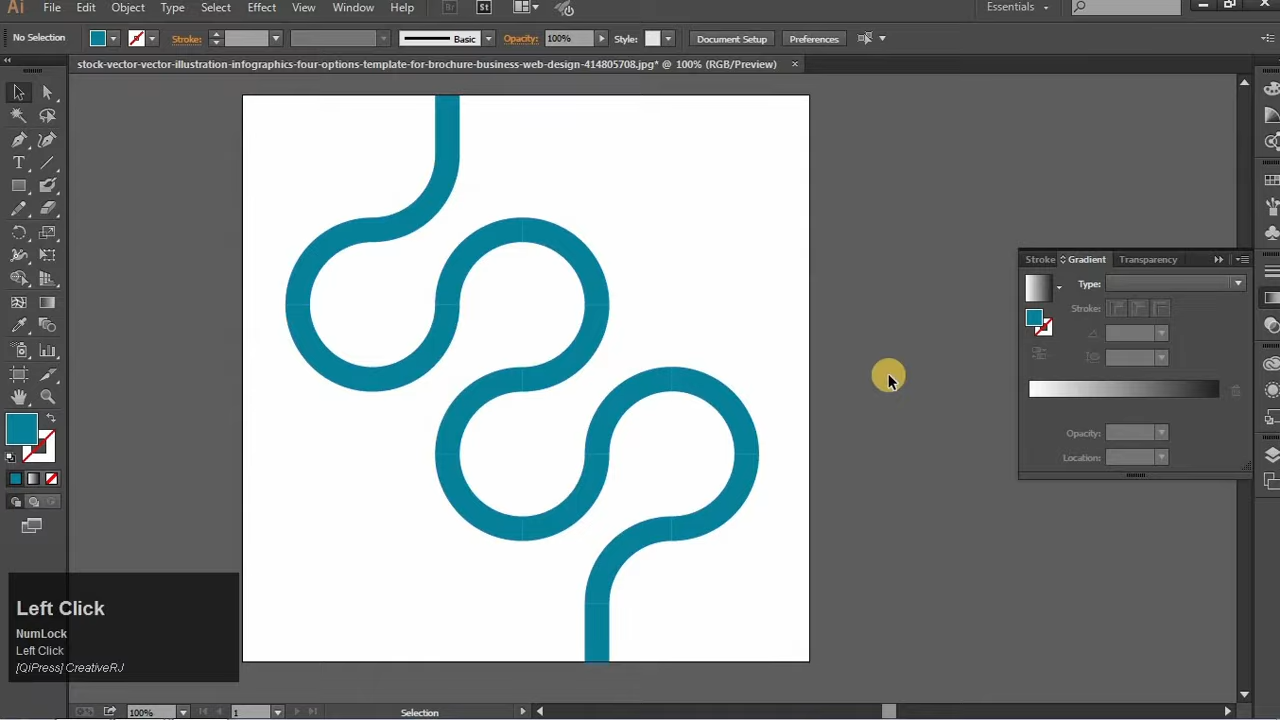 Ai File Edit Object Type Select Effect View Window Help Br St Essentials
No Selection Stroke: Basic Opacity: 100% Style: Document Setup Preferences
stock-vector-vector-illustration-infographics-four-options-template-for-brochure-business-web-design-414805708.jpg* @ 100% (RGB/Preview)
Stroke Gradient Transparency
Type:
Stroke:
Opacity:
Location:
Left Click
NumLock
Left Click
[QiPress] CreativeRJ
100% 1 Selection